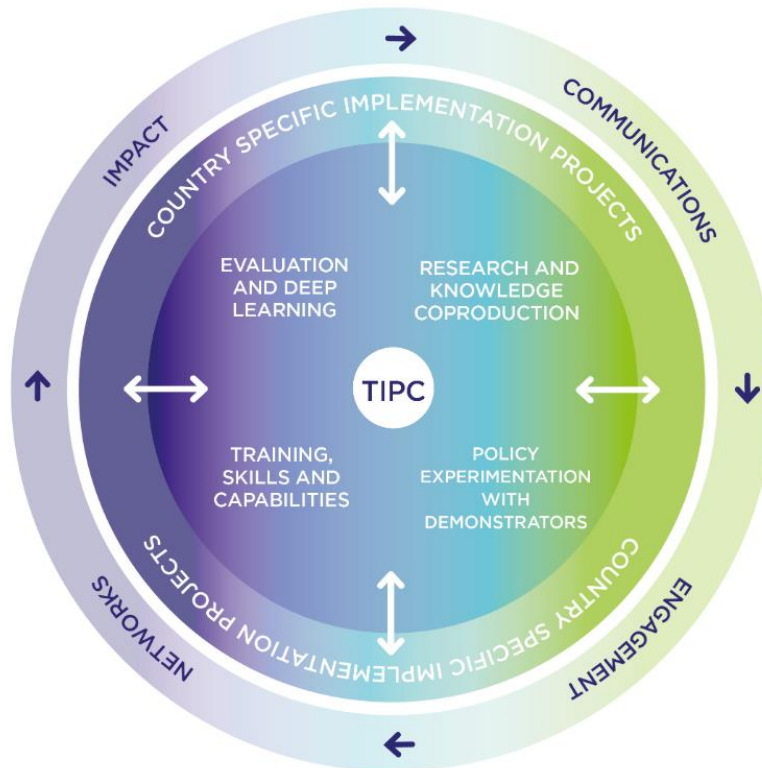 IMPACT
COMMUNICATIONS
COUNTRY SPECIFIC IMPLEMENTATION PROJECTS
EVALUATION
AND DEEP
LEARNING
RESEARCH AND
KNOWLEDGE
COPRODUCTION
TIPC
TRAINING,
SKILLS AND
CAPABILITIES
POLICY
EXPERIMENTATION
WITH
DEMONSTRATORS
COUNTRY SPECIFIC IMPLEMENTATION PROJECTS
NETWORKS
ENGAGEMENT